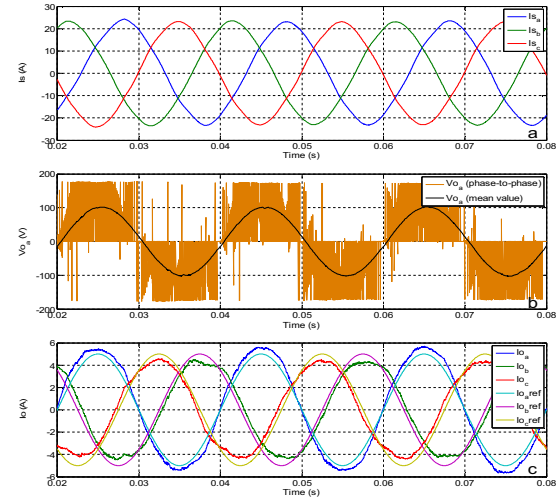 30
20
10
0
-10
-20
-30
Is (A)
Is_a
Is_b
Is_c
a
0.02 0.03 0.04 0.05 0.06 0.07 0.08
Time (s)
200
100
0
-100
-200
Vo_a (V)
Vo_a (phase-to-phase)
Vo_a (mean value)
b
0.02 0.03 0.04 0.05 0.06 0.07 0.08
Time (s)
6
4
2
0
-2
-4
-6
Io (A)
Io_a
Io_b
Io_c
Io_a ref
Io_b ref
Io_c ref
c
0.02 0.03 0.04 0.05 0.06 0.07 0.08
Time (s)